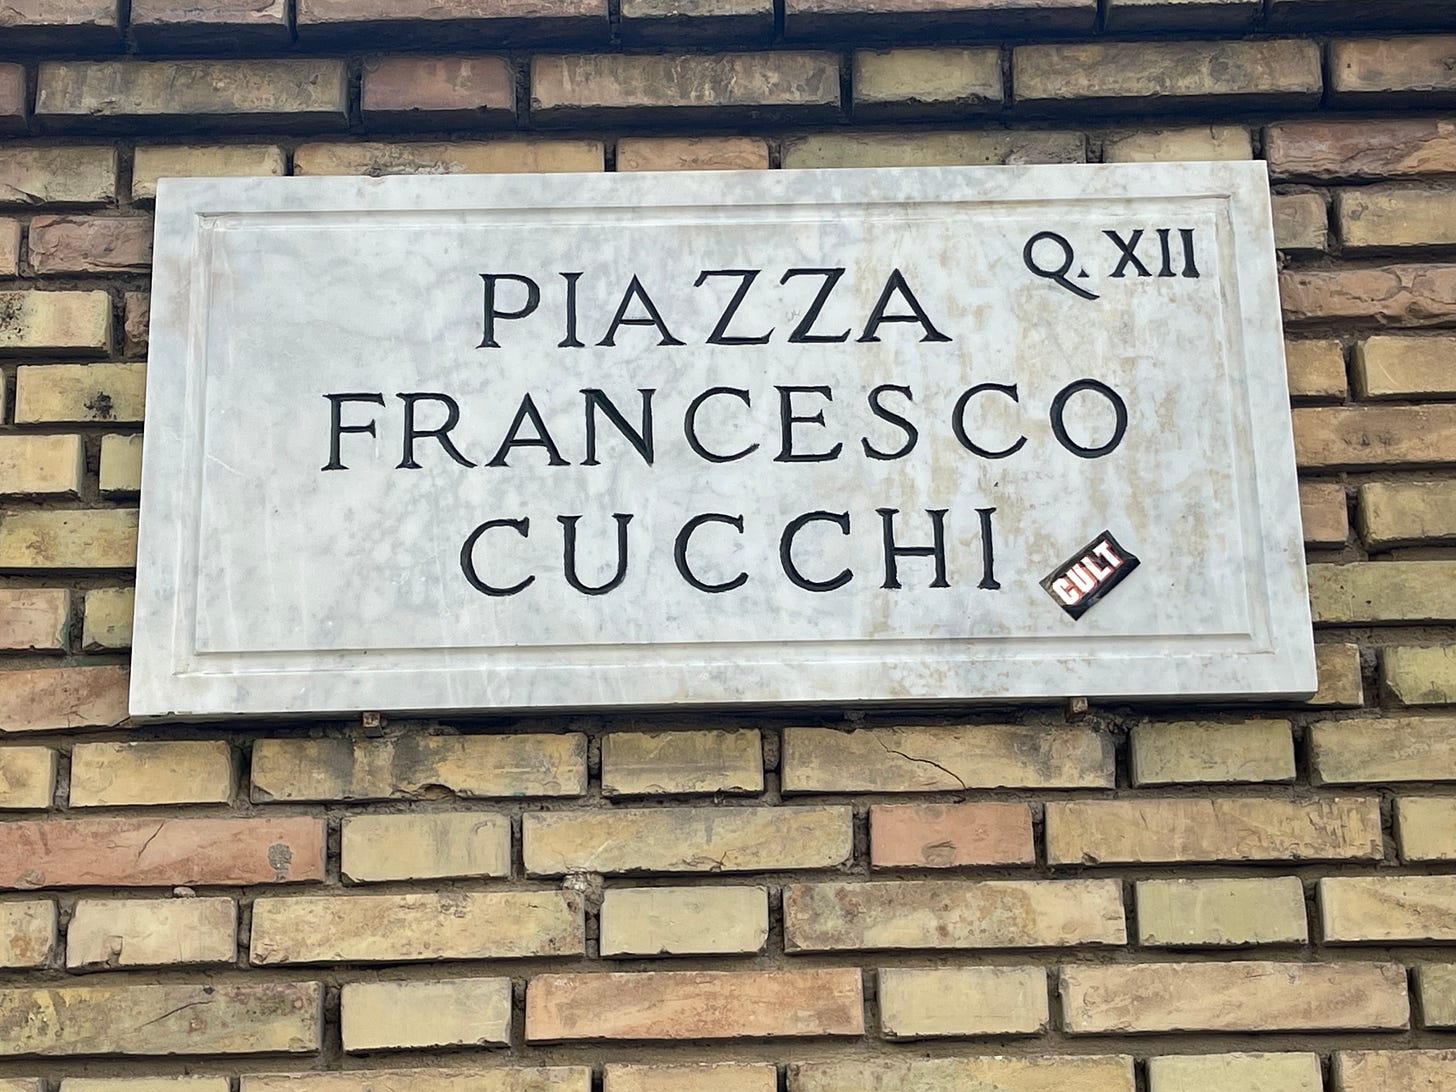 Q. XII
PIAZZA
FRANCESCO
CUCCHI
CULT